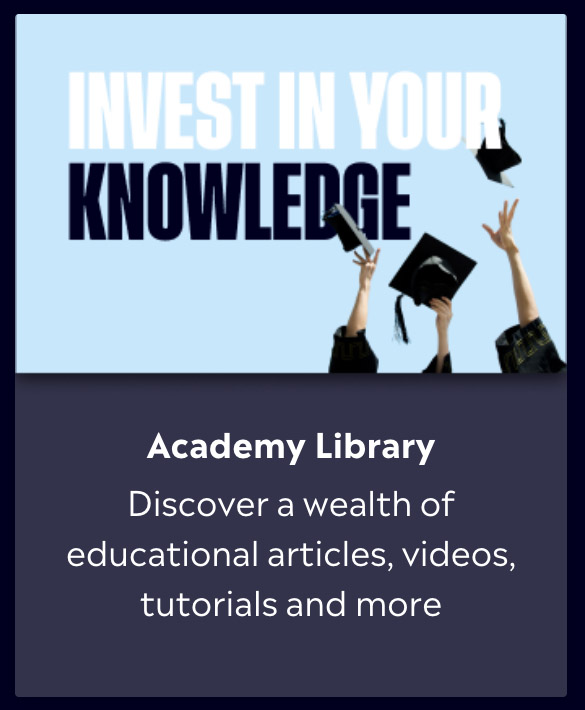 INVEST IN YOUR
KNOWLEDGE
Academy Library
Discover a wealth of
educational articles, videos,
tutorials and more